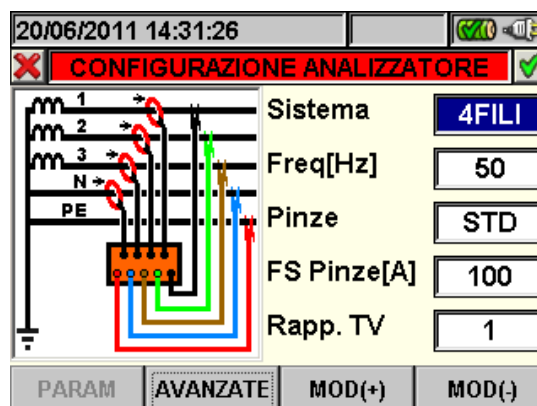 20/06/2011 14:31:26
CONFIGURAZIONE ANALIZZATORE
1
2
3
N
PE
Sistema 4FILI
Freq[Hz] 50
Pinze STD
FS Pinze[A] 100
Rapp. TV 1
PARAM AVANZATE MOD(+) MOD(-)